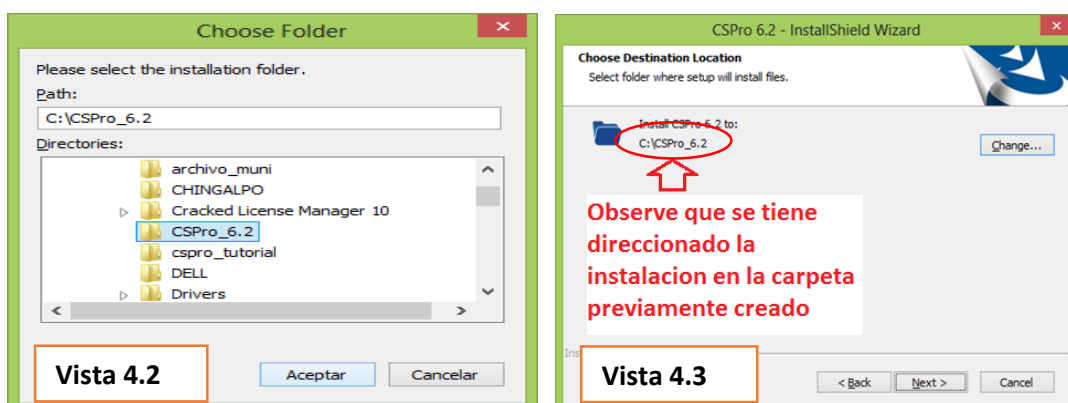 Choose Folder
Please select the installation folder.
Path:
C:\CSPro_6.2
Directories:
archivo_muni
CHINGALPO
Cracked License Manager 10
CSPro_6.2
cspro_tutorial
DELL
Drivers
Vista 4.2
Aceptar
Cancelar
CSPro 6.2 - InstallShield Wizard
Choose Destination Location
Select folder where setup will install files.
Install CSPro 6.2 to:
C:\CSPro_6.2
Change...
Observe que se tiene
direccionado la
instalacion en la carpeta
previamente creado
Vista 4.3
< Back
Next >
Cancel